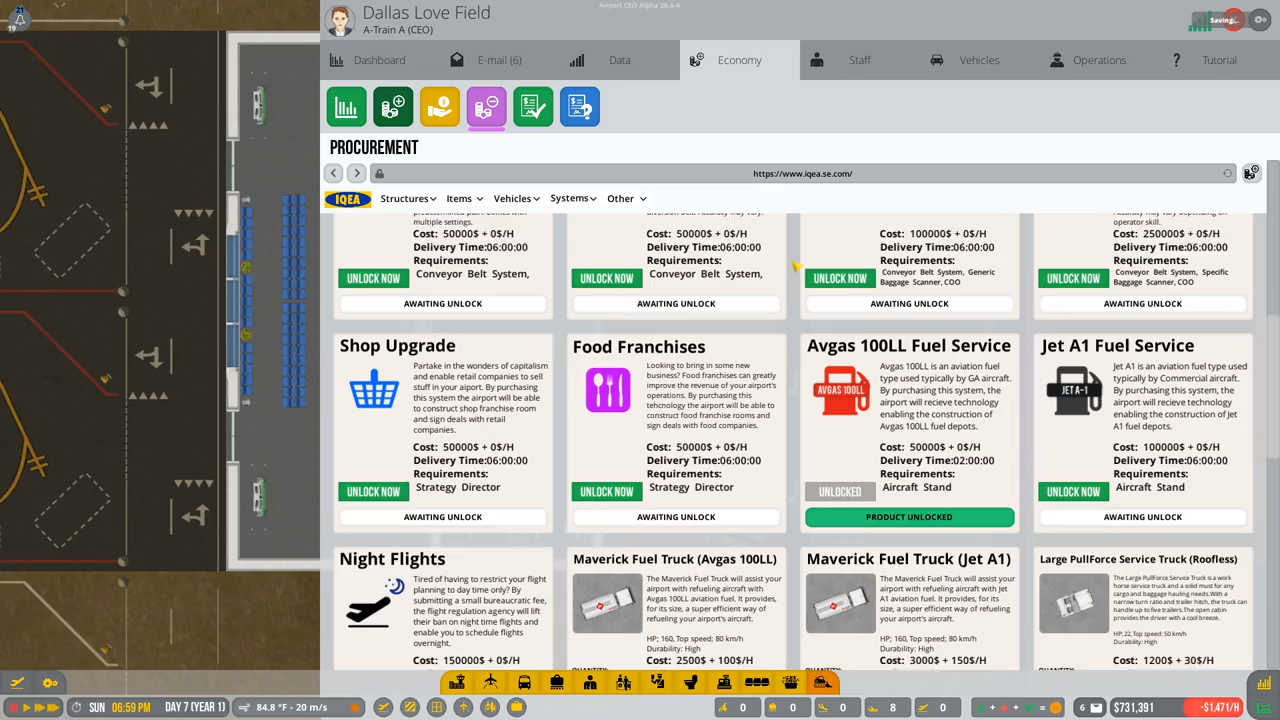 Airport CEO Alpha 28.6-4
21
19
Dallas Love Field
A-Train A (CEO)
Saving..
Dashboard
E-mail (6)
Data
Economy
Staff
Vehicles
Operations
Tutorial
PROCUREMENT
https://www.iqea.se.com/
IQEA
Structures
Items
Vehicles
Systems
Other
multiple settings.
Cost: 50000$ + 0$/H
Delivery Time:06:00:00
Requirements:
Conveyor Belt System,
UNLOCK NOW
AWAITING UNLOCK
diversion belt. Accuracy may vary.
Cost: 50000$ + 0$/H
Delivery Time:06:00:00
Requirements:
Conveyor Belt System,
UNLOCK NOW
AWAITING UNLOCK
Cost: 100000$ + 0$/H
Delivery Time:06:00:00
Requirements:
Conveyor Belt System, Generic
Baggage Scanner, COO
UNLOCK NOW
AWAITING UNLOCK
Accuracy may vary depending on
operator skill.
Cost: 250000$ + 0$/H
Delivery Time:06:00:00
Requirements:
Conveyor Belt System, Specific
Baggage Scanner, COO
UNLOCK NOW
AWAITING UNLOCK
Shop Upgrade
Partake in the wonders of capitalism
and enable retail companies to sell
stuff in your aiport. By purchasing
this system the airport will be able
to construct shop franchise room
and sign deals with retail
companies.
Cost: 50000$ + 0$/H
Delivery Time:06:00:00
Requirements:
Strategy Director
UNLOCK NOW
AWAITING UNLOCK
Food Franchises
Looking to bring in some new
business? Food franchises can greatly
improve the revenue of your airport's
operations. By purchasing this
tehcnology the airport will be able to
construct food franchise rooms and
sign deals with food companies.
Cost: 50000$ + 0$/H
Delivery Time:06:00:00
Requirements:
Strategy Director
UNLOCK NOW
AWAITING UNLOCK
Avgas 100LL Fuel Service
AVGAS 100LL
Avgas 100LL is an aviation fuel
type used typically by GA aircraft.
By purchasing this system, the
airport will recieve technology
enabling the construction of
Avgas 100LL fuel depots.
Cost: 50000$ + 0$/H
Delivery Time:02:00:00
Requirements:
Aircraft Stand
UNLOCKED
PRODUCT UNLOCKED
Jet A1 Fuel Service
JET A-1
Jet A1 is an aviation fuel type used
typically by Commercial aircraft.
By purchasing this system, the
airport will recieve technology
enabling the construction of Jet
A1 fuel depots.
Cost: 100000$ + 0$/H
Delivery Time:06:00:00
Requirements:
Aircraft Stand
UNLOCK NOW
AWAITING UNLOCK
Night Flights
Tired of having to restrict your flight
planning to day time only? By
submitting a small bureaucratic fee,
the flight regulation agency will lift
their ban on night time flights and
enable you to schedule flights
overnight.
Cost: 150000$ + 0$/H
Maverick Fuel Truck (Avgas 100LL)
The Maverick Fuel Truck will assist your
airport with refueling aircraft with
Avgas 100LL aviation fuel. It provides,
for its size, a super efficient way of
refueling your airport's aircraft.
HP; 160, Top speed; 80 km/h
Durability: High
Cost: 2500$ + 100$/H
Maverick Fuel Truck (Jet A1)
The Maverick Fuel Truck will assist your
airport with refueling aircraft with Jet
A1 aviation fuel. It provides, for its
size, a super efficient way of refueling
your airport's aircraft.
HP; 160, Top speed; 80 km/h
Durability: High
Cost: 3000$ + 150$/H
Large PullForce Service Truck (Roofless)
The Large PullForce Service Truck is a work
horse service truck and a solid must for any
cargo and baggage hauling needs.With a
narrow turn ratio and trailer hitch, the truck can
handle up to five trailers.The open cabin
provides the driver with a cool breeze.
HP; 22, Top speed: 50 km/h
Durability: High
Cost: 1200$ + 30$/H
SUN 06:59 PM DAY 7 (YEAR 1)
84.8 °F - 20 m/s
0
0
0
8
0
6
$731,391
-$1,471/H